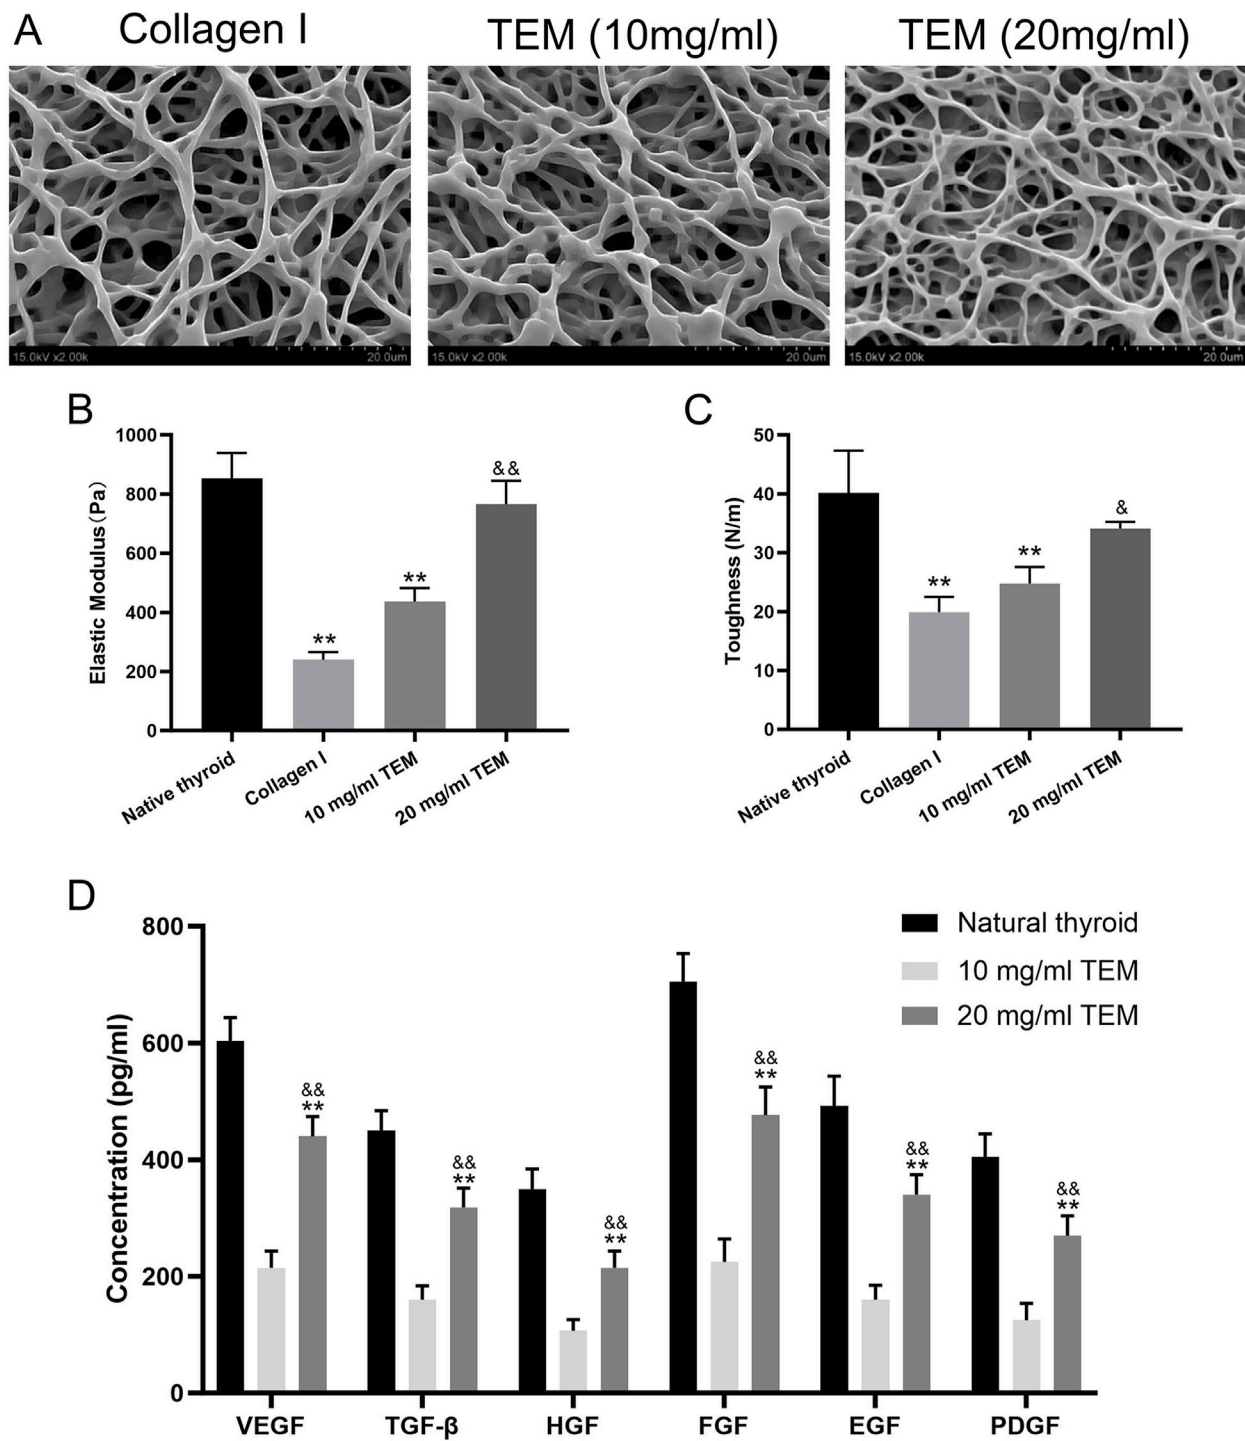 A
Collagen I
TEM (10mg/ml)
TEM (20mg/ml)
15.0kV x2.00k
20.0um
15.0kV x2.00k
20.0um
15.0kV x2.00k
20.0um
B
Elastic Modulus (Pa)
1000
800
600
400
200
0
**
**
&&
Native thyroid
Collagen I
10 mg/ml TEM
20 mg/ml TEM
C
Toughness (N/m)
50
40
30
20
10
0
**
**
&
Native thyroid
Collagen I
10 mg/ml TEM
20 mg/ml TEM
D
Concentration (pg/ml)
800
600
400
200
0
Natural thyroid
10 mg/ml TEM
20 mg/ml TEM
&&
**
&&
**
&&
**
&&
**
&&
**
&&
**
VEGF
TGF-β
HGF
FGF
EGF
PDGF